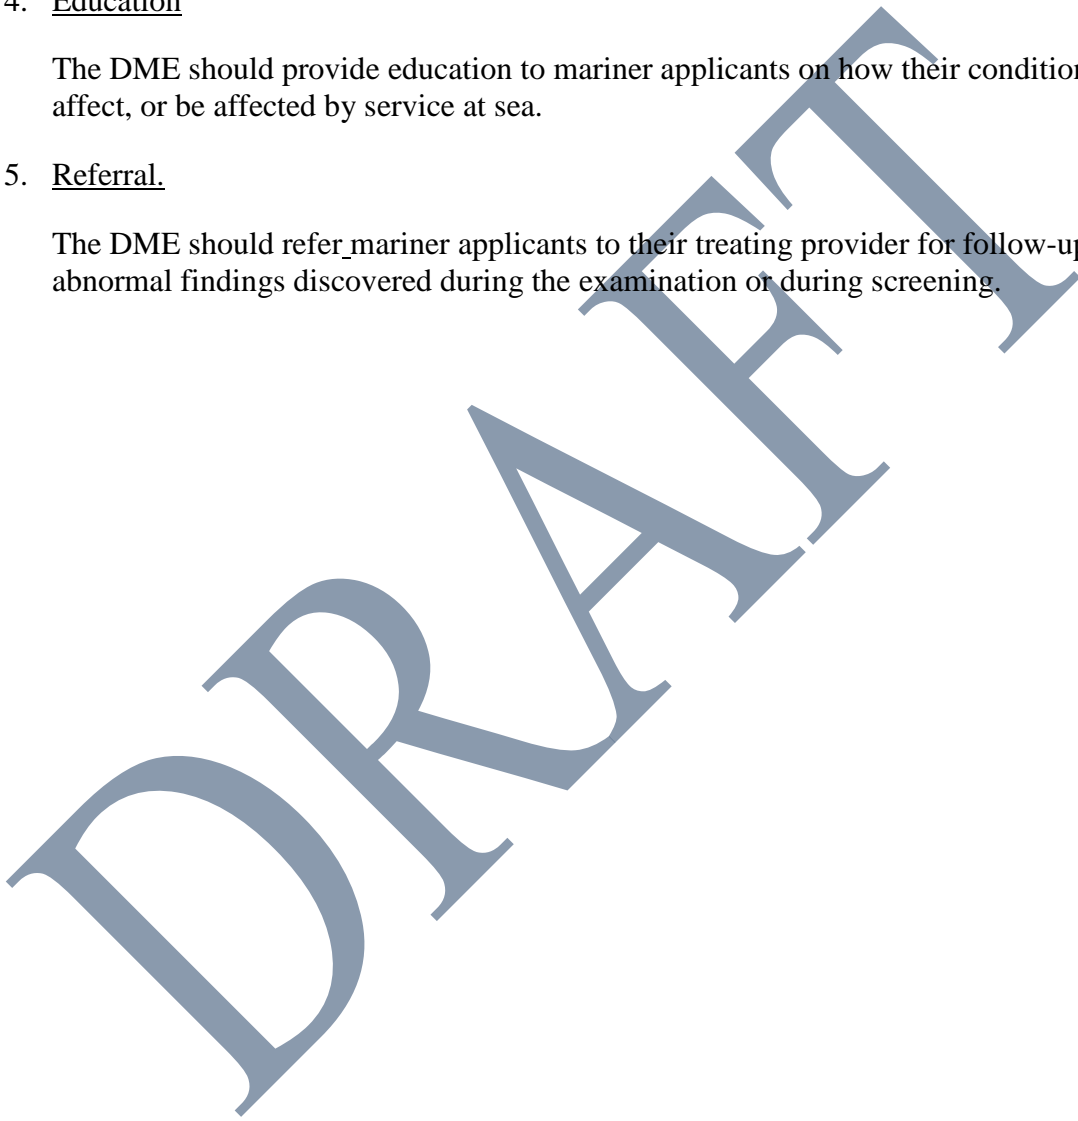 4. Education
The DME should provide education to mariner applicants on how their condition
affect, or be affected by service at sea.
5. Referral.
The DME should refer mariner applicants to their treating provider for follow-up
abnormal findings discovered during the examination or during screening.
DRAFT